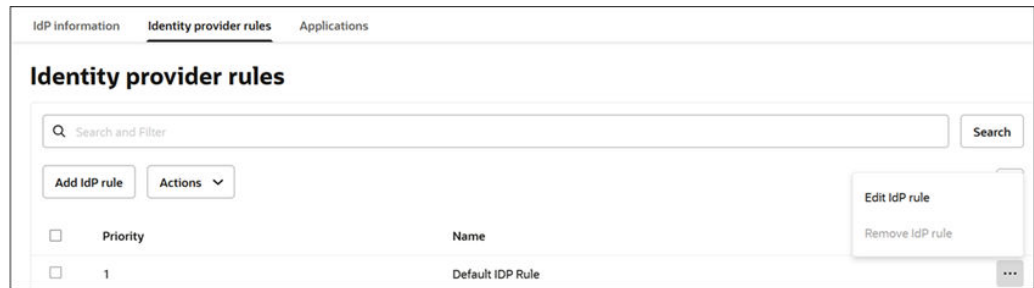 IdP information Identity provider rules Applications
Identity provider rules
Search and Filter Search
Add IdP rule Actions
Edit IdP rule
Remove IdP rule
Priority Name
1 Default IDP Rule ...